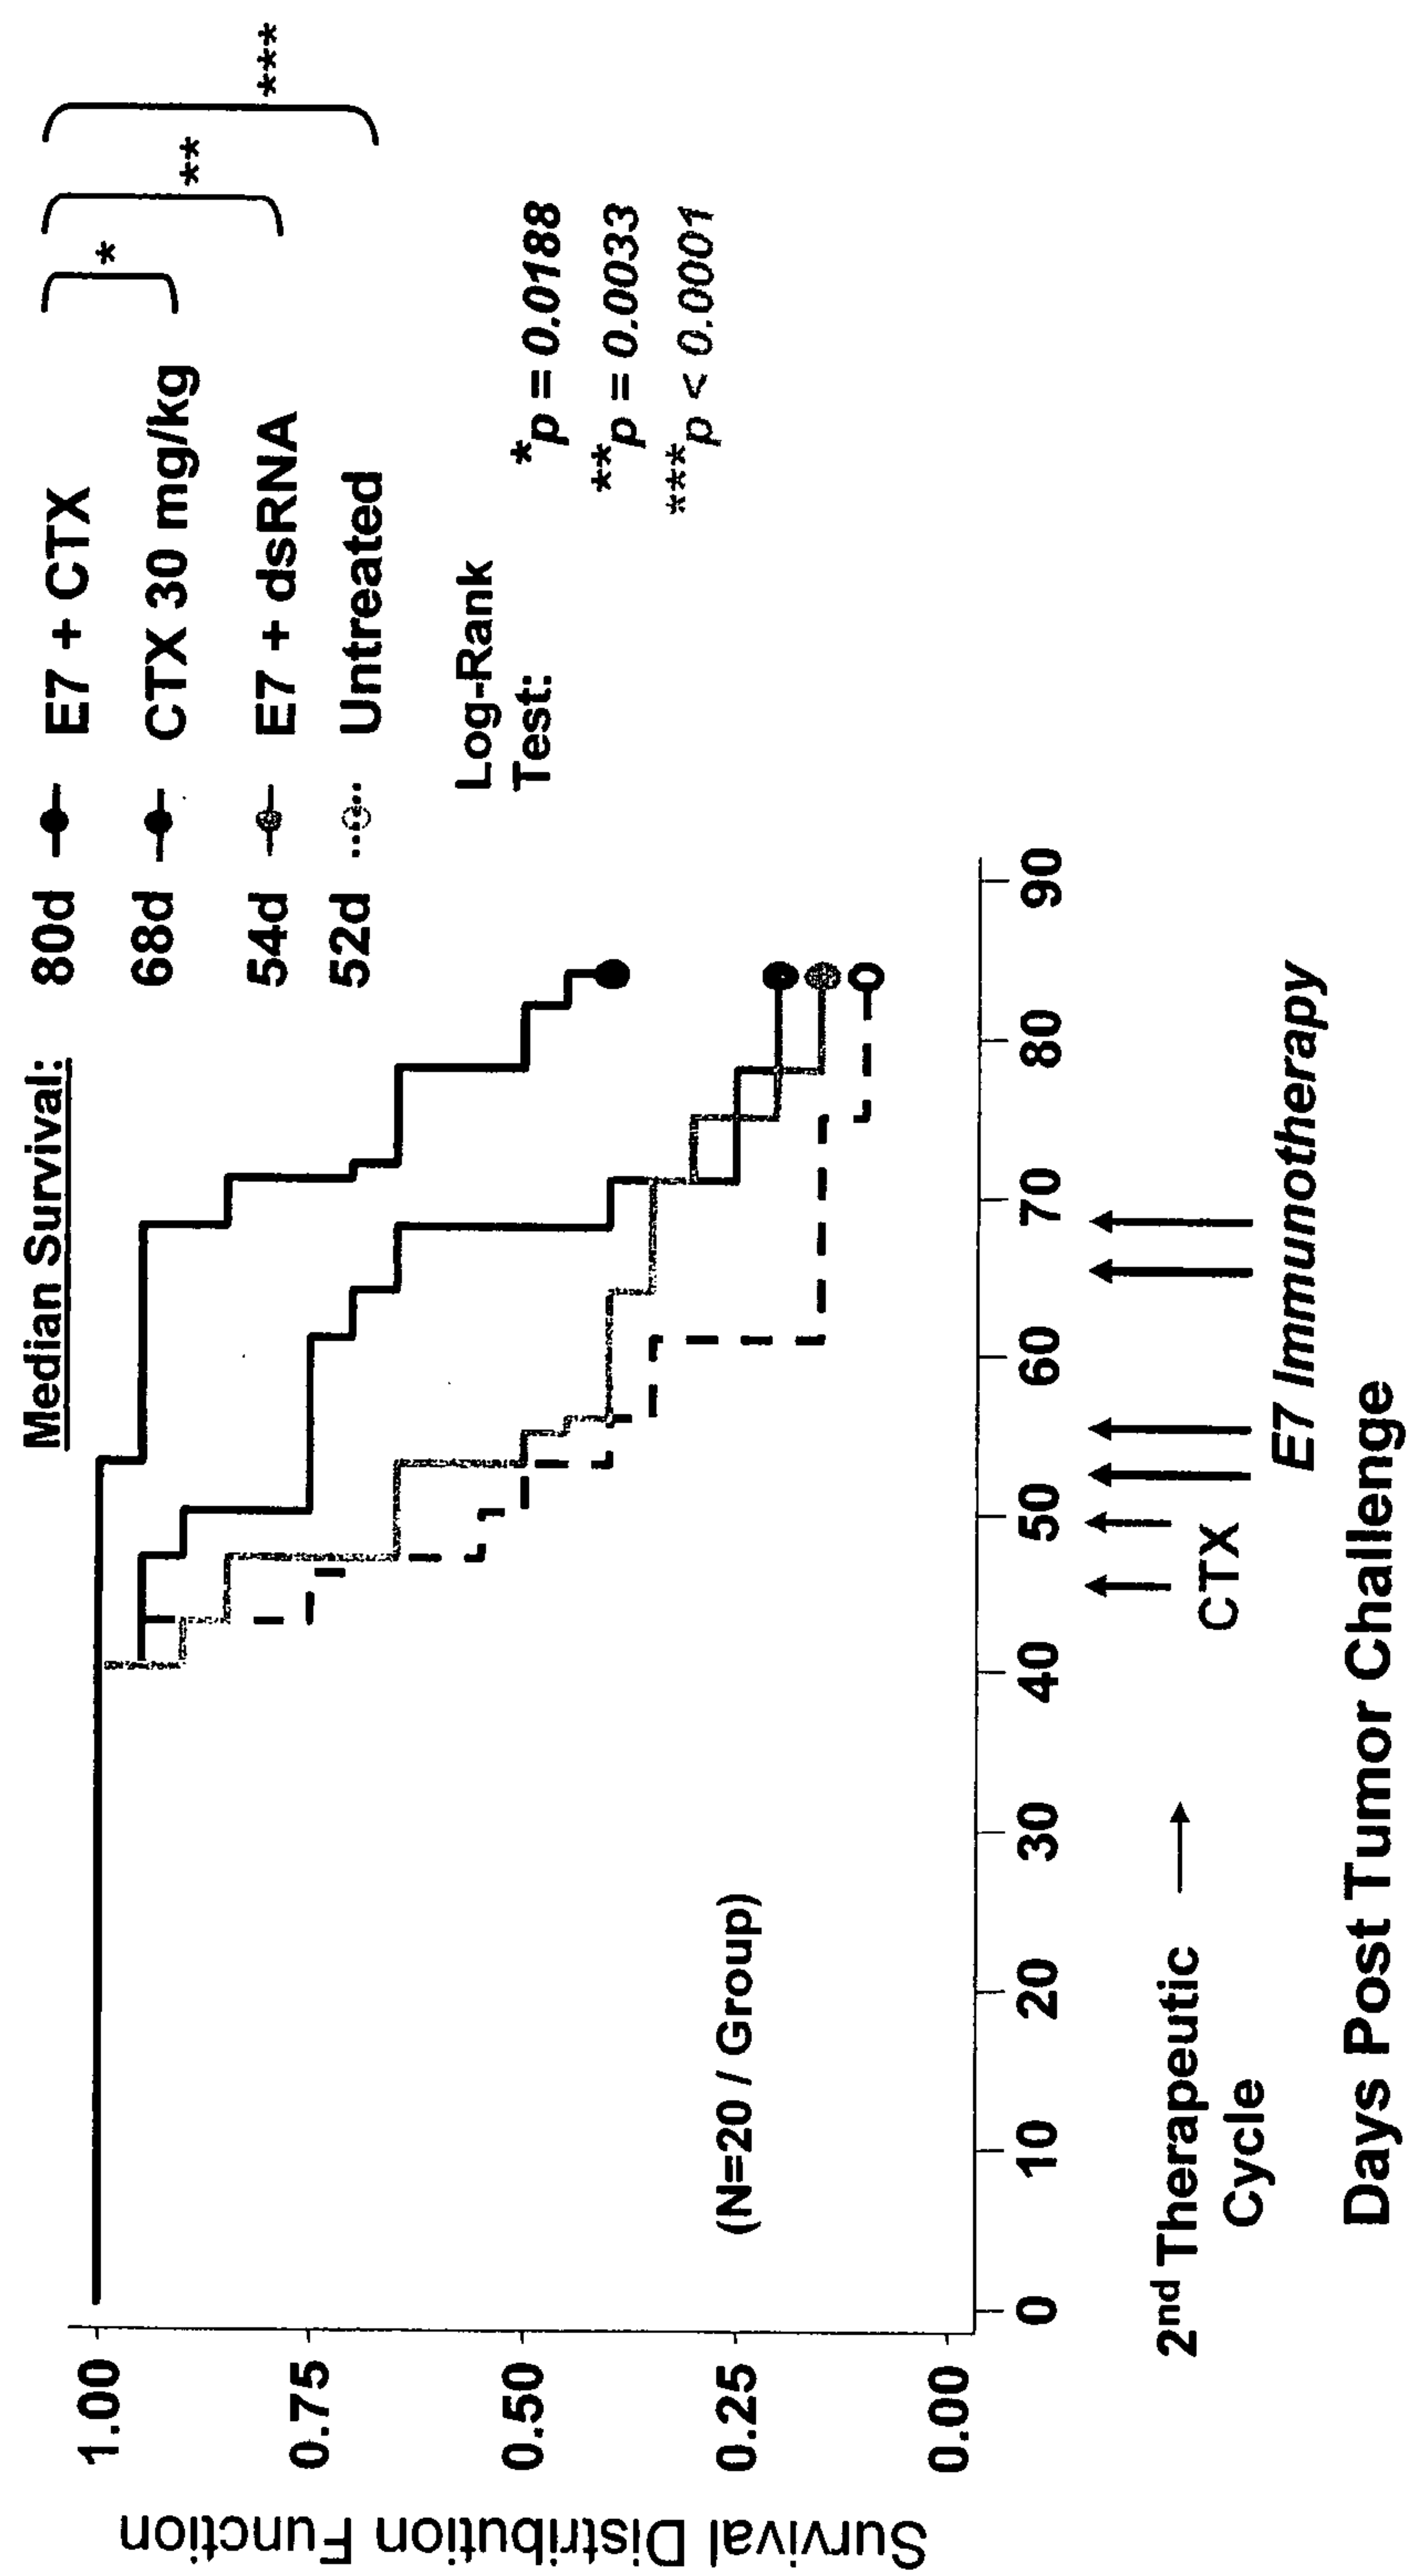 Median Survival:
80d E7 + CTX
68d CTX 30 mg/kg
54d E7 + dsRNA
52d Untreated
*
**
***
Log-Rank
Test:
*p = 0.0188
**p = 0.0033
***p < 0.0001
Survival Distribution Function
1.00
0.75
0.50
0.25
0.00
(N=20 / Group)
0 10 20 30 40 50 60 70 80 90
2nd Therapeutic
Cycle
CTX
E7 Immunotherapy
Days Post Tumor Challenge